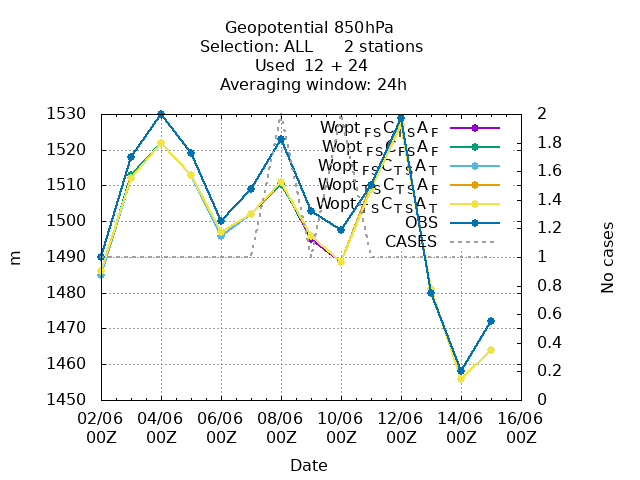 Geopotential 850hPa
Selection: ALL      2 stations
Used  12 + 24
Averaging window: 24h
1530
1520
1510
1500
1490
1480
1470
1460
1450
m
2
1.8
1.6
1.4
1.2
1
0.8
0.6
0.4
0.2
0
No cases
Wopt FSCTSAF
Wopt FSCFSAF
Wopt FSCTSAT
Wopt TSCTSAF
Wopt TSCTSAT
OBS
CASES
02/06 04/06 06/06 08/06 10/06 12/06 14/06 16/06
00Z 00Z 00Z 00Z 00Z 00Z 00Z 00Z
Date